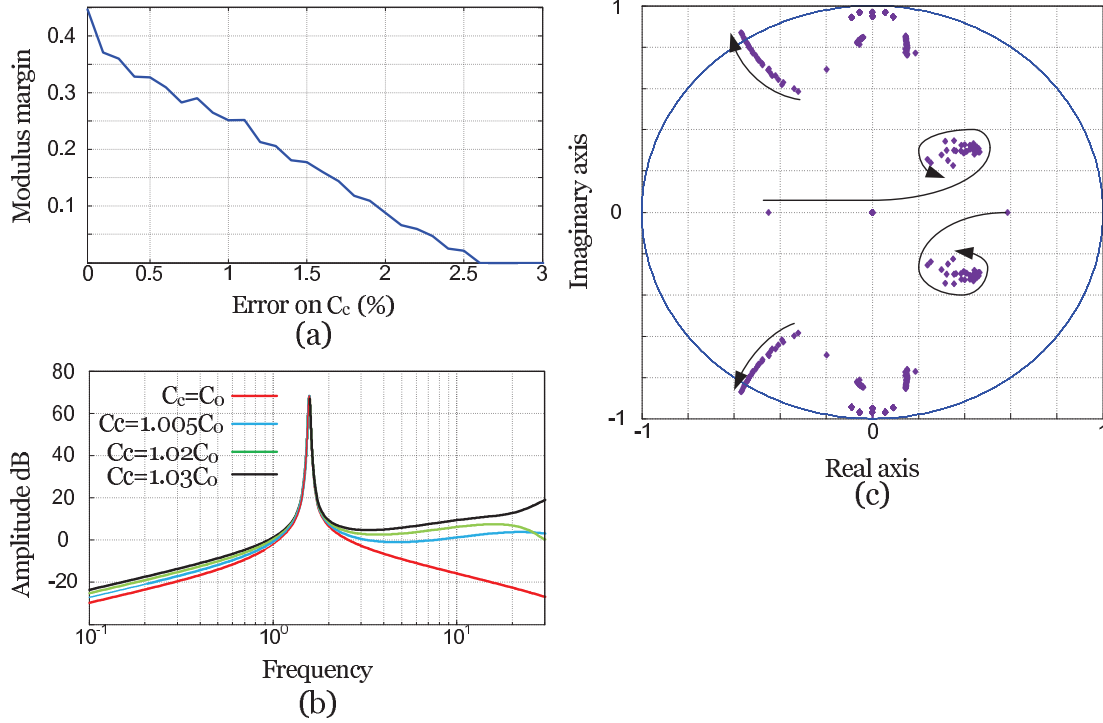 Modulus margin
0.4
0.3
0.2
0.1
0 0.5 1 1.5 2 2.5 3
Error on Cc (%)
(a)
Amplitude dB
80
60
40
20
0
-20
Cc=Co
Cc=1.005Co
Cc=1.02Co
Cc=1.03Co
10-1 100 101
Frequency
(b)
Imaginary axis
1
0
-1
-1 0 1
Real axis
(c)